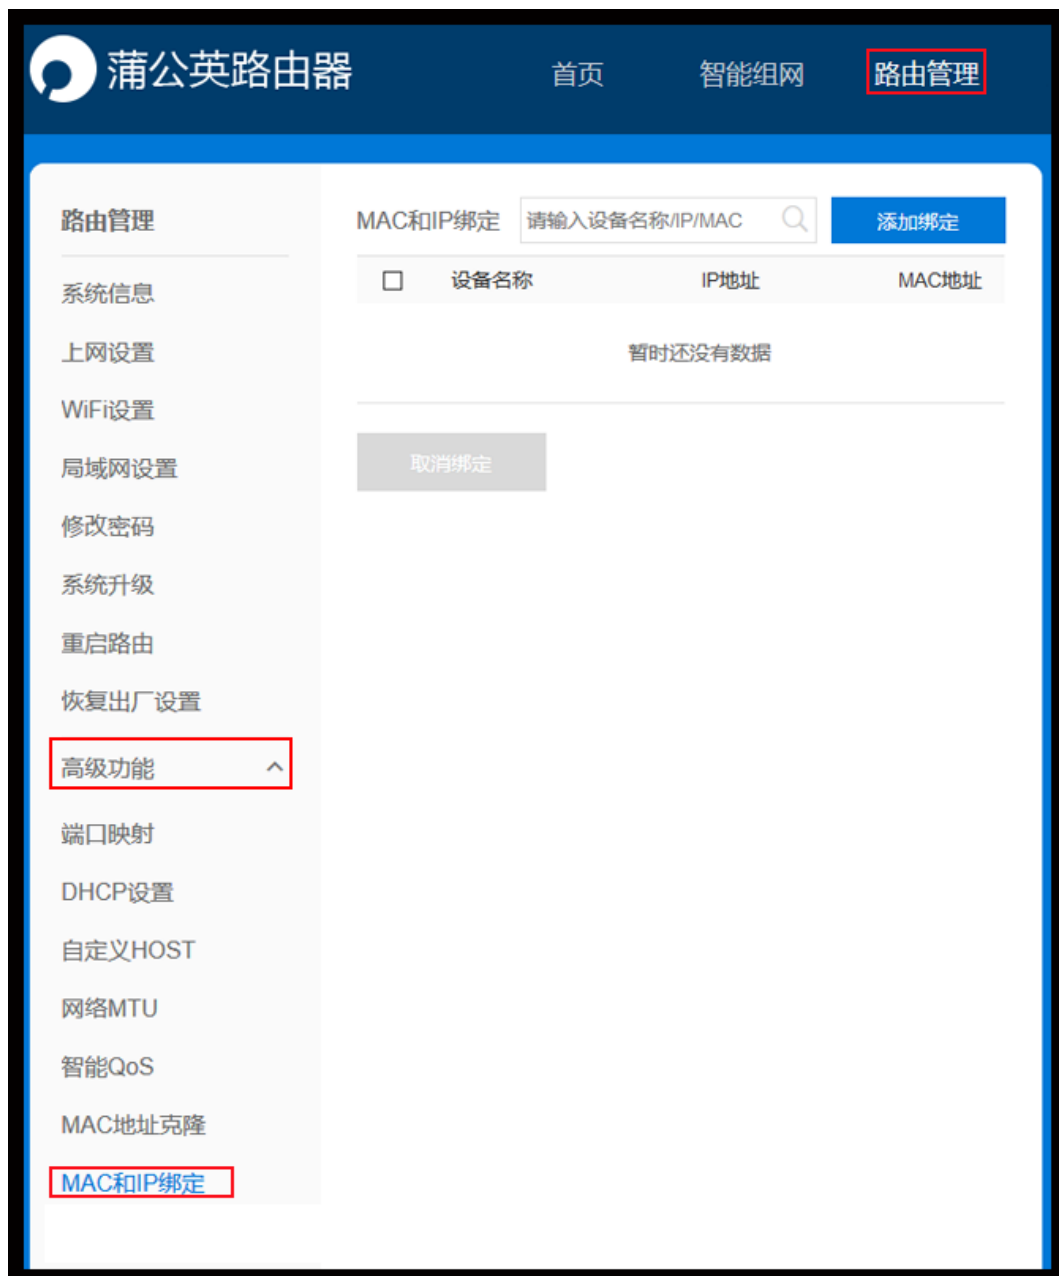 蒲公英路由器
首页 智能组网 路由管理
路由管理
系统信息
上网设置
WiFi设置
局域网设置
修改密码
系统升级
重启路由
恢复出厂设置
高级功能
端口映射
DHCP设置
自定义HOST
网络MTU
智能QoS
MAC地址克隆
MAC和IP绑定
MAC和IP绑定 请输入设备名称/IP/MAC 添加绑定
设备名称 IP地址 MAC地址
暂时还没有数据
取消绑定